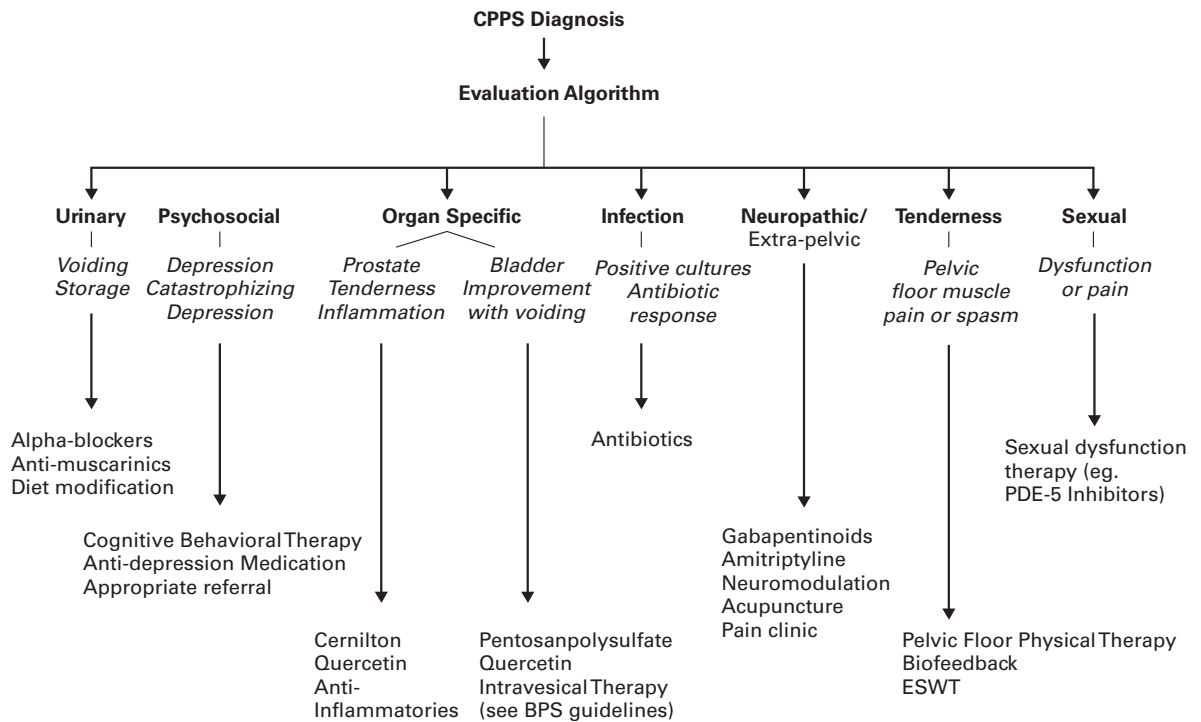 CPPS Diagnosis
Evaluation Algorithm
Urinary
Voiding
Storage
Alpha-blockers
Anti-muscarinics
Diet modification
Psychosocial
Depression
Catastrophizing
Depression
Cognitive Behavioral Therapy
Anti-depression Medication
Appropriate referral
Organ Specific
Prostate
Tenderness
Inflammation
Cernilton
Quercetin
Anti-
Inflammatories
Bladder
Improvement
with voiding
Pentosanpolysulfate
Quercetin
Intravesical Therapy
(see BPS guidelines)
Infection
Positive cultures
Antibiotic
response
Antibiotics
Neuropathic/
Extra-pelvic
Gabapentinoids
Amitriptyline
Neuromodulation
Acupuncture
Pain clinic
Tenderness
Pelvic
floor muscle
pain or spasm
Pelvic Floor Physical Therapy
Biofeedback
ESWT
Sexual
Dysfunction
or pain
Sexual dysfunction
therapy (eg.
PDE-5 Inhibitors)